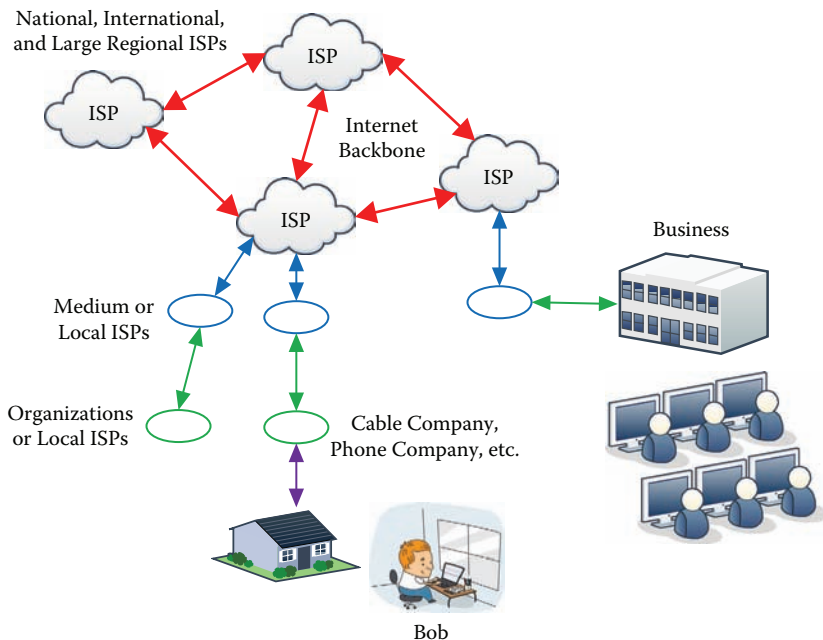 National, International,
and Large Regional ISPs
ISP
ISP
Internet
Backbone
ISP
ISP
Business
Medium or
Local ISPs
Organizations
or Local ISPs
Cable Company,
Phone Company, etc.
Bob